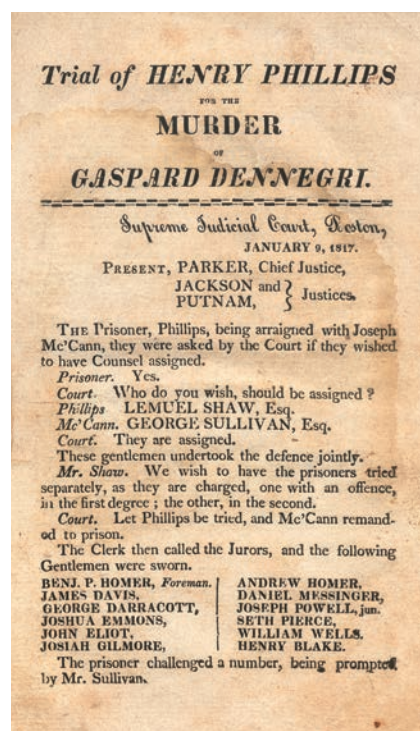 Trial of HENRY PHILLIPS
FOR THE
MURDER
OF
GASPARD DENNEGRI.
Supreme Judicial Court, Boston,
JANUARY 9, 1817.
PRESENT, PARKER, Chief Justice,
JACKSON and
PUTNAM, } Justices.
THE Prisoner, Phillips, being arraigned with Joseph
Mc'Cann, they were asked by the Court if they wished
to have Counsel assigned.
Prisoner. Yes.
Court. Who do you wish, should be assigned?
Phillips LEMUEL SHAW, Esq.
Mc'Cann. GEORGE SULLIVAN, Esq.
Court. They are assigned.
These gentlemen undertook the defence jointly.
Mr. Shaw. We wish to have the prisoners tried
separately, as they are charged, one with an offence,
in the first degree; the other, in the second.
Court. Let Phillips be tried, and Mc'Cann remand-
ed to prison.
The Clerk then called the Jurors, and the following
Gentlemen were sworn.
BENJ. P. HOMER, Foreman.
JAMES DAVIS,
GEORGE DARRACOTT,
JOSHUA EMMONS,
JOHN ELIOT,
JOSIAH GILMORE,
ANDREW HOMER,
DANIEL MESSINGER,
JOSEPH POWELL, jun.
SETH PIERCE,
WILLIAM WELLS.
HENRY BLAKE.
The prisoner challenged a number, being prompted
by Mr. Sullivan.